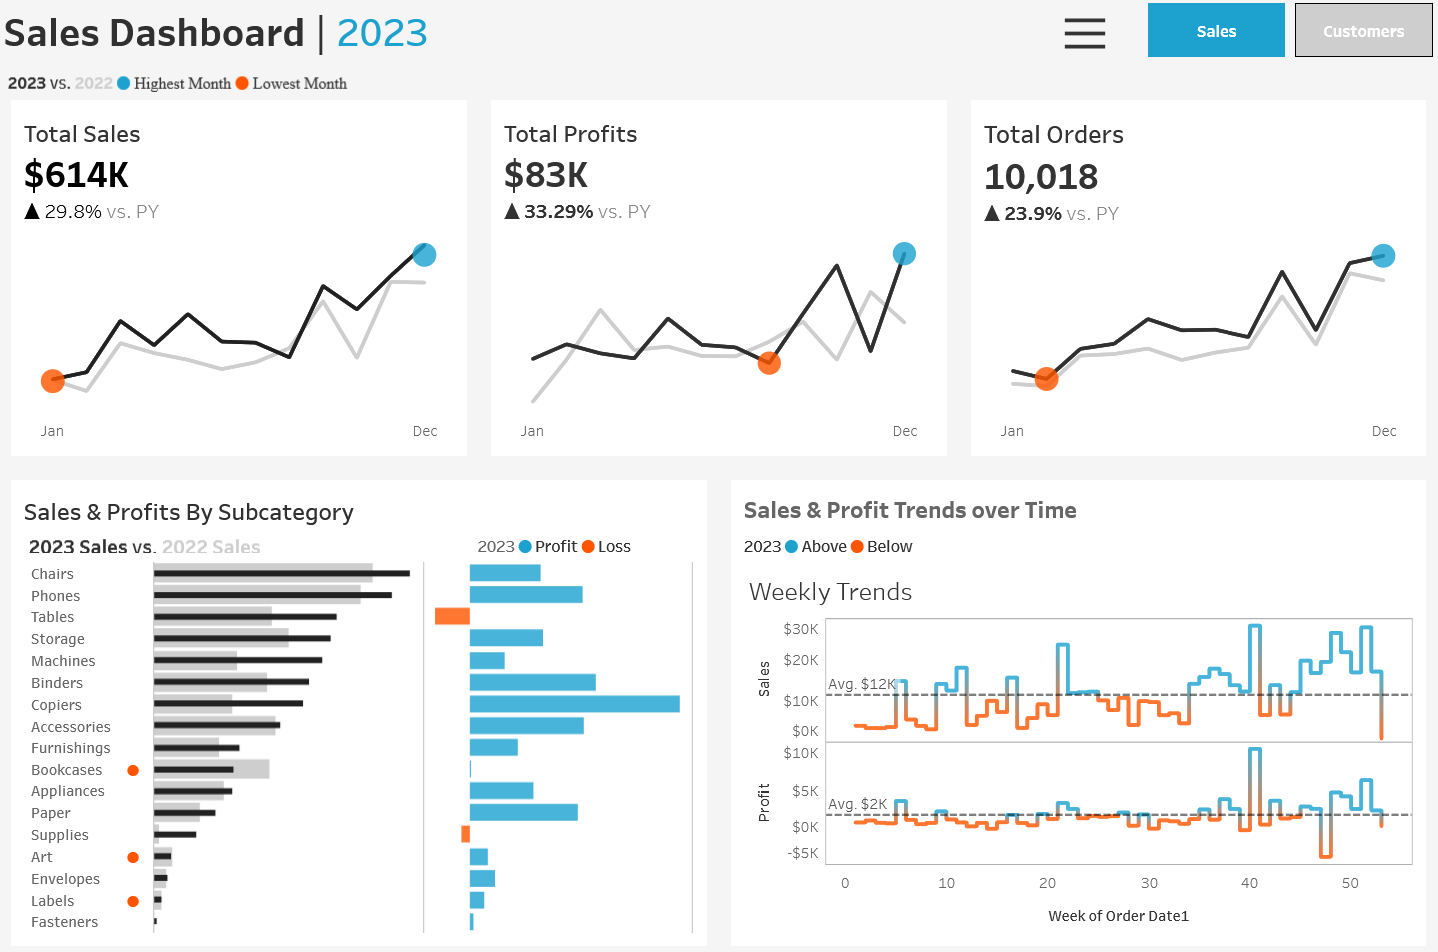 Sales Dashboard | 2023
Sales
Customers
2023 vs. 2022 Highest Month Lowest Month
Total Sales
$614K
▲ 29.8% vs. PY
Jan Dec
Total Profits
$83K
▲ 33.29% vs. PY
Jan Dec
Total Orders
10,018
▲ 23.9% vs. PY
Jan Dec
Sales & Profits By Subcategory
2023 Sales vs. 2022 Sales
2023 Profit Loss
Chairs
Phones
Tables
Storage
Machines
Binders
Copiers
Accessories
Furnishings
Bookcases
Appliances
Paper
Supplies
Art
Envelopes
Labels
Fasteners
Sales & Profit Trends over Time
2023 Above Below
Weekly Trends
Sales
$30K
$20K
$10K
$0K
Avg. $12K
Profit
$10K
$5K
$0K
-$5K
Avg. $2K
0 10 20 30 40 50
Week of Order Date1